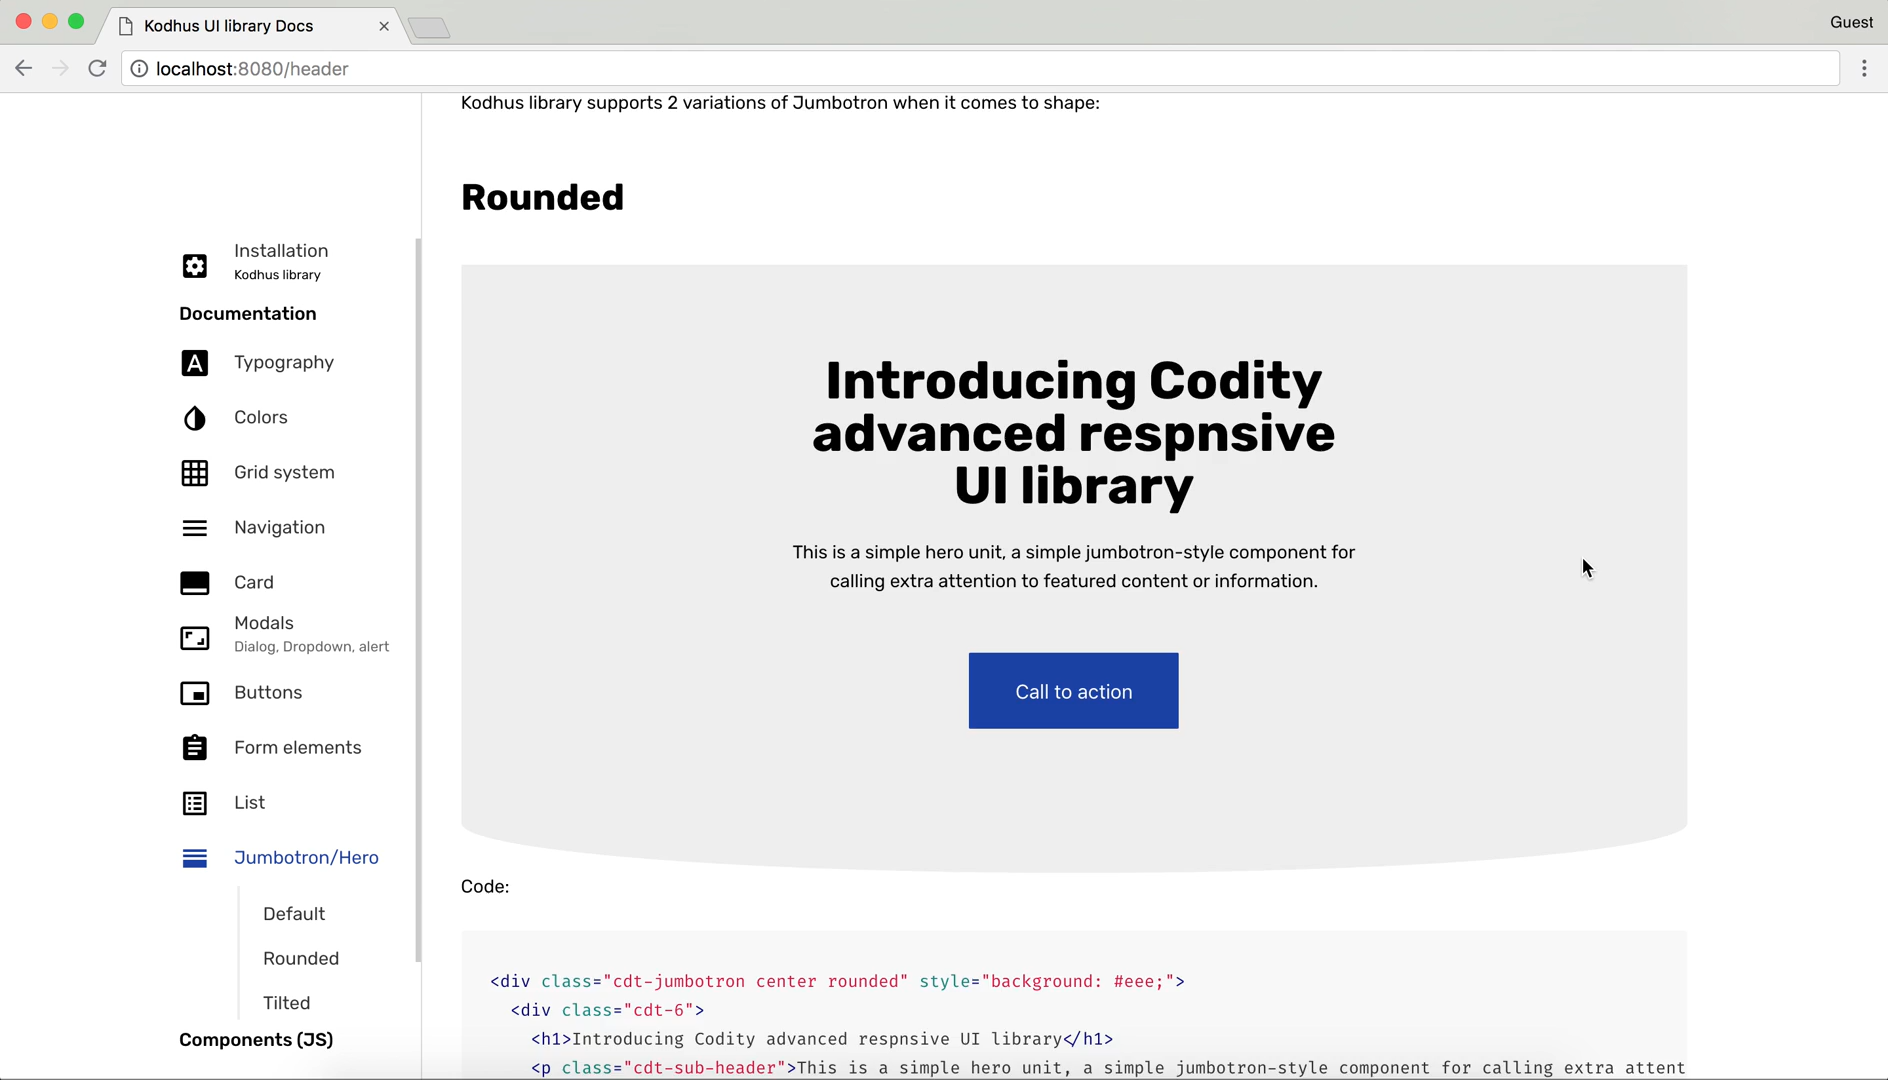 Kodhus UI library Docs
Guest
localhost:8080/header
Kodhus library supports 2 variations of Jumbotron when it comes to shape:
Rounded
Installation
Kodhus library
Documentation
A Typography
Colors
Grid system
Navigation
Card
Modals
Dialog, Dropdown, alert
Buttons
Form elements
List
Jumbotron/Hero
Default
Rounded
Tilted
Components (JS)
Introducing Codity
advanced respnsive
UI library
This is a simple hero unit, a simple jumbotron-style component for
calling extra attention to featured content or information.
Call to action
Code:
<div class="cdt-jumbotron center rounded" style="background: #eee;">
<div class="cdt-6">
<h1>Introducing Codity advanced respnsive UI library</h1>
<p class="cdt-sub-header">This is a simple hero unit, a simple jumbotron-style component for calling extra attent